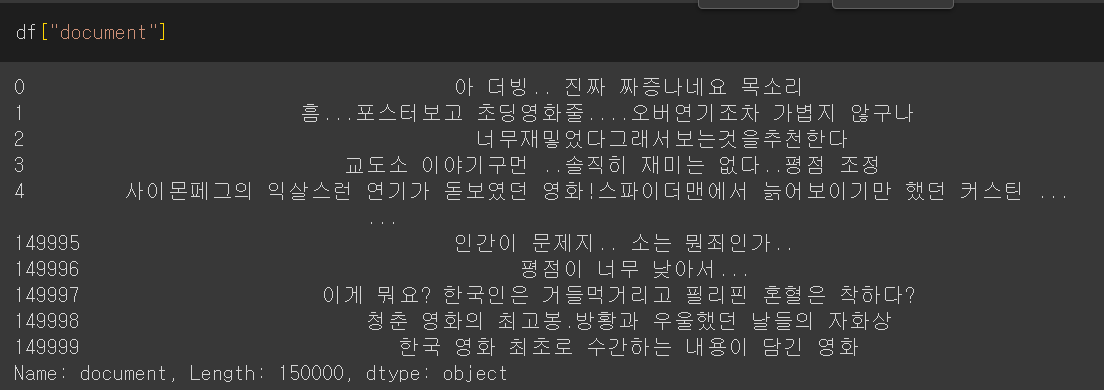 df["document"]
0 아 더빙.. 진짜 짜증나네요 목소리
1 흠...포스터보고 초딩영화줄....오버연기조차 가볍지 않구나
2 너무재밓었다그래서보는것을추천한다
3 교도소 이야기구먼 ..솔직히 재미는 없다..평점 조정
4 사이몬페그의 익살스런 연기가 돋보였던 영화!스파이더맨에서 늙어보이기만 했던 커스틴 ...
...
149995 인간이 문제지.. 소는 뭔죄인가..
149996 평점이 너무 낮아서...
149997 이게 뭐요? 한국인은 거들먹거리고 필리핀 혼혈은 착하다?
149998 청춘 영화의 최고봉.방황과 우울했던 날들의 자화상
149999 한국 영화 최초로 수간하는 내용이 담긴 영화
Name: document, Length: 150000, dtype: object